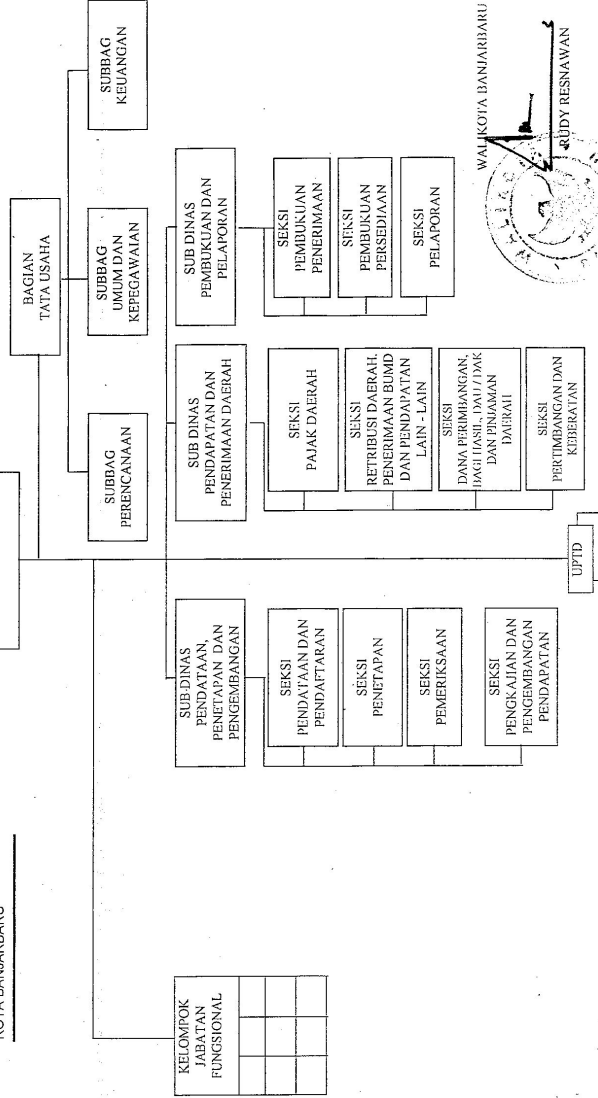 KOTA BANJARBARU
BAGIAN
TATA USAHA
SUBBAG
PERENCANAAN
SUBBAG
UMUM DAN
KEPEGAWAIAN
SUBBAG
KEUANGAN
KELOMPOK
JABATAN
FUNGSIONAL
SUB-DINAS
PENDATAAN,
PENETAPAN DAN
PENGEMBANGAN
SEKSI
PENDATAAN DAN
PENDAFTARAN
SEKSI
PENETAPAN
SEKSI
PEMERIKSAAN
SEKSI
PENGKAJIAN DAN
PENGEMBANGAN
PENDAPATAN
SUB DINAS
PENDAPATAN DAN
PENERIMAAN DAERAH
SEKSI
PAJAK DAERAH
SEKSI
RETRIBUSI DAERAH.
PENERIMAAN BUMD
DAN PENDAPATAN
LAIN - LAIN
SEKSI
DANA PERIMBANGAN,
BAGI HASIL, DAU / DAK
DAN PINJAMAN
DAERAH
SEKSI
PERTIMBANGAN DAN
KEBERATAN
SUB DINAS
PEMBUKUAN DAN
PELAPORAN
SEKSI
PEMBUKUAN
PENERIMAAN
SEKSI
PEMBUKUAN
PERSEDIAAN
SEKSI
PELAPORAN
UPTD
WALIKOTA BANJARBARU
RUDY RESNAWAN